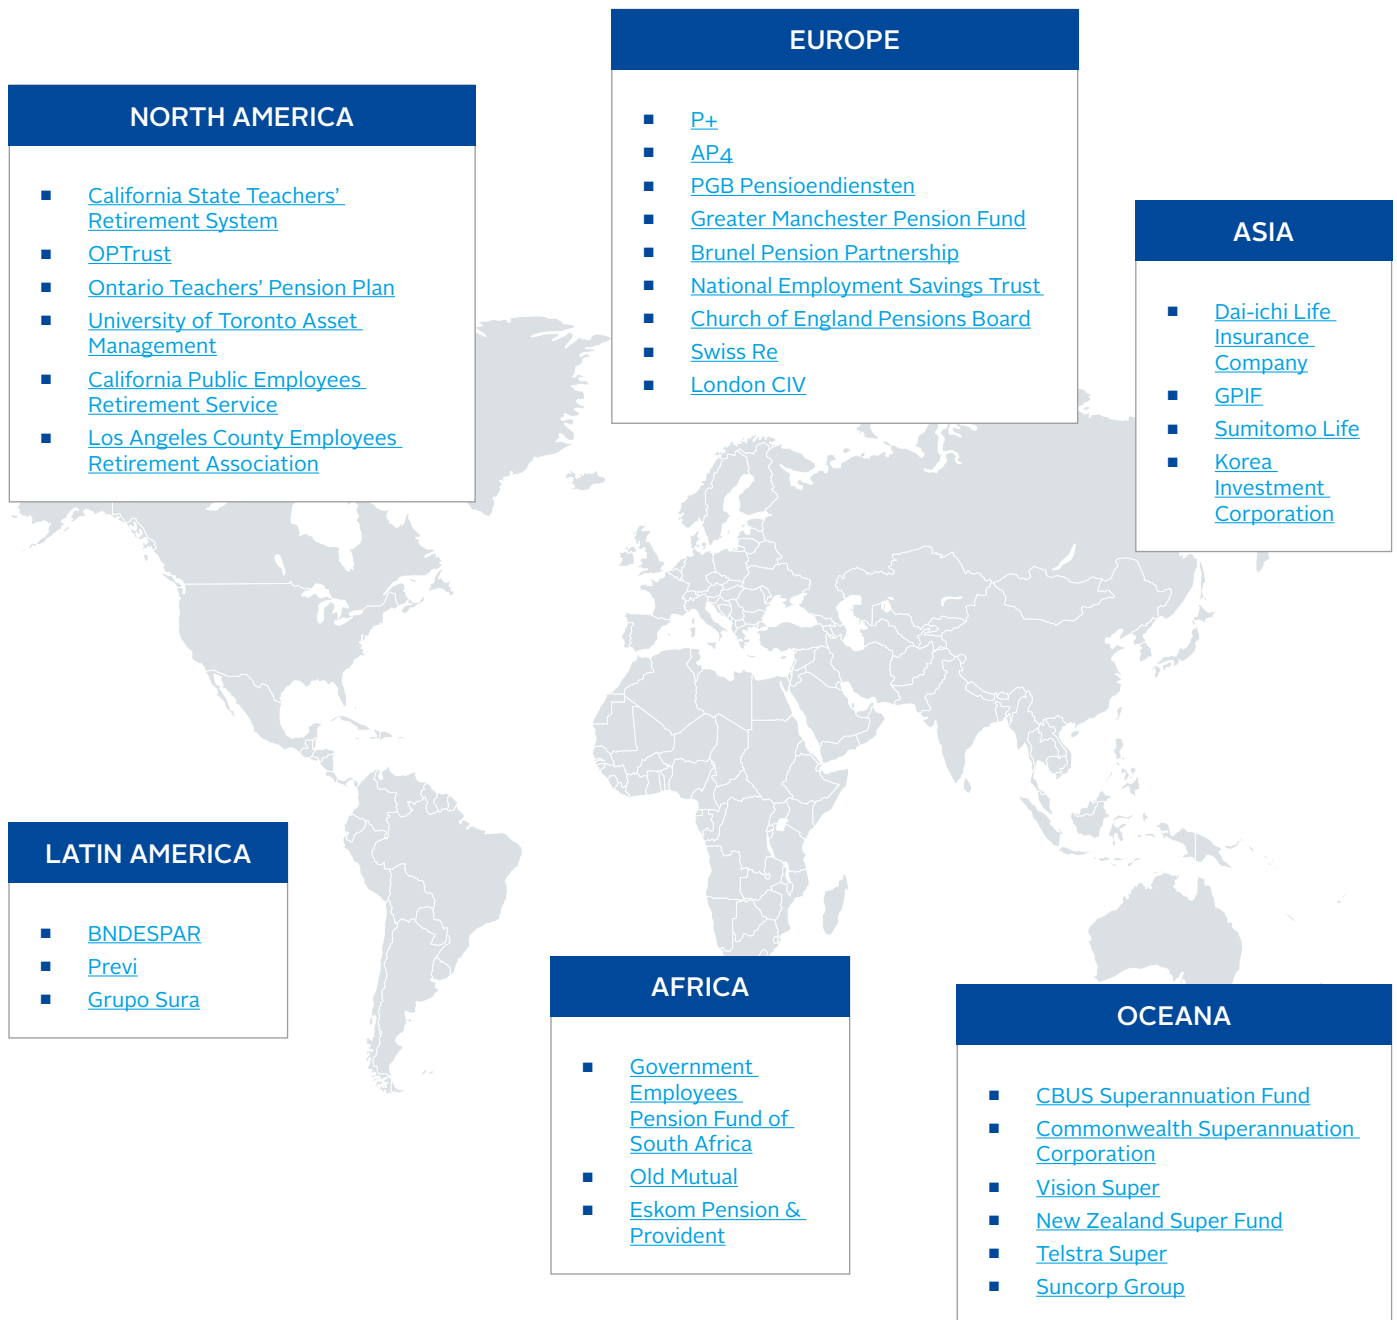 EUROPE
P+
AP4
PGB Pensioendiensten
Greater Manchester Pension Fund
Brunel Pension Partnership
National Employment Savings Trust
Church of England Pensions Board
Swiss Re
London CIV
NORTH AMERICA
California State Teachers’
Retirement System
OPTrust
Ontario Teachers’ Pension Plan
University of Toronto Asset
Management
California Public Employees
Retirement Service
Los Angeles County Employees
Retirement Association
ASIA
Dai-ichi Life
Insurance
Company
GPIF
Sumitomo Life
Korea
Investment
Corporation
LATIN AMERICA
BNDESPAR
Previ
Grupo Sura
AFRICA
Government
Employees
Pension Fund of
South Africa
Old Mutual
Eskom Pension &
Provident
OCEANA
CBUS Superannuation Fund
Commonwealth Superannuation
Corporation
Vision Super
New Zealand Super Fund
Telstra Super
Suncorp Group